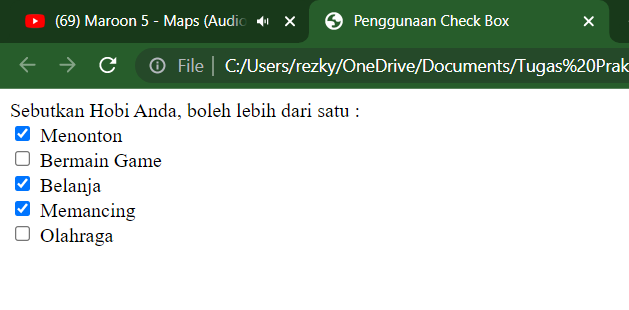 (69) Maroon 5 - Maps (Audio
Penggunaan Check Box
File
C:/Users/rezky/OneDrive/Documents/Tugas%20Prak
Sebutkan Hobi Anda, boleh lebih dari satu :
Menonton
Bermain Game
Belanja
Memancing
Olahraga